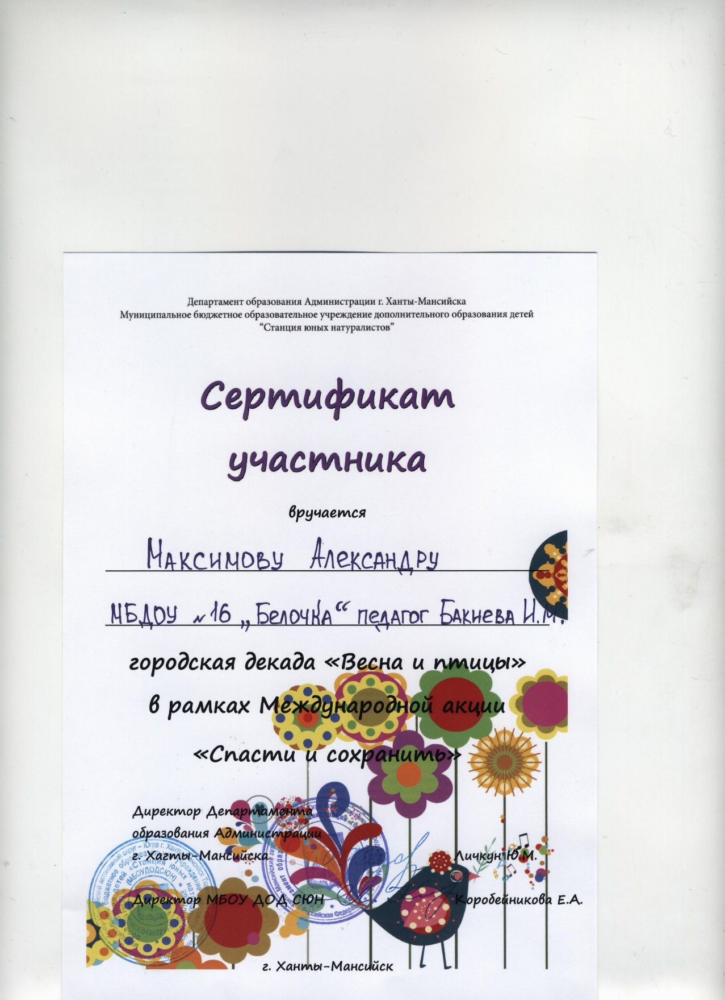 Департамент образования Администрации г. Ханты-Мансийска
Муниципальное бюджетное образовательное учреждение дополнительного образования детей
“Станция юных натуралистов”
Сертификат
участника
вручается
Максимову Александру
МБДОУ №16 „Белочка“ педагог Бакиева И.М.
городская декада «Весна и птицы»
в рамках Международной акции
«Спасти и сохранить»
Директор Департамента
образования Администрации
г. Хагты-Мансийска Личкун Ю.М.
Директор МБОУ ДОД СЮН Коробейникова Е.А.
г. Ханты-Мансийск